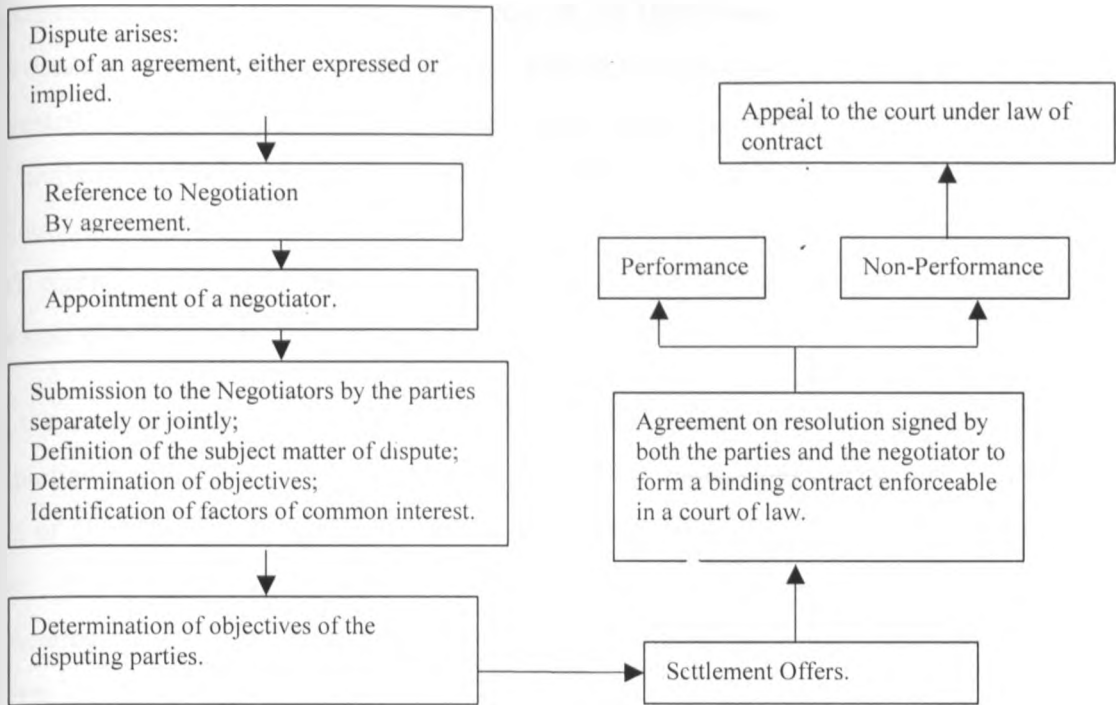 Dispute arises:
Out of an agreement, either expressed or
implied.
Reference to Negotiation
By agreement.
Appointment of a negotiator.
Submission to the Negotiators by the parties
separately or jointly;
Definition of the subject matter of dispute;
Determination of objectives;
Identification of factors of common interest.
Determination of objectives of the
disputing parties.
Settlement Offers.
Agreement on resolution signed by
both the parties and the negotiator to
form a binding contract enforceable
in a court of law.
Performance
Non-Performance
Appeal to the court under law of
contract